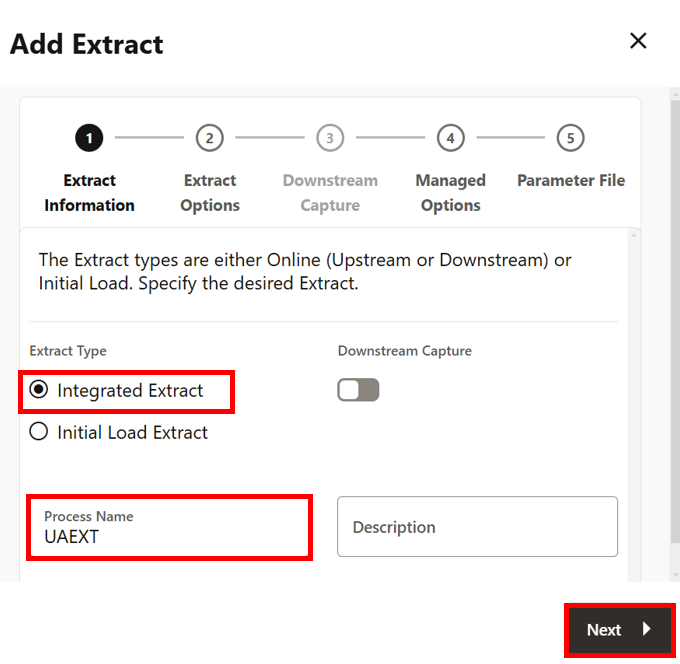 Add Extract
1
2
3
4
5
Extract
Information
Extract
Options
Downstream
Capture
Managed
Options
Parameter File
The Extract types are either Online (Upstream or Downstream) or
Initial Load. Specify the desired Extract.
Extract Type
Downstream Capture
Integrated Extract
Initial Load Extract
Process Name
UAEXT
Description
Next